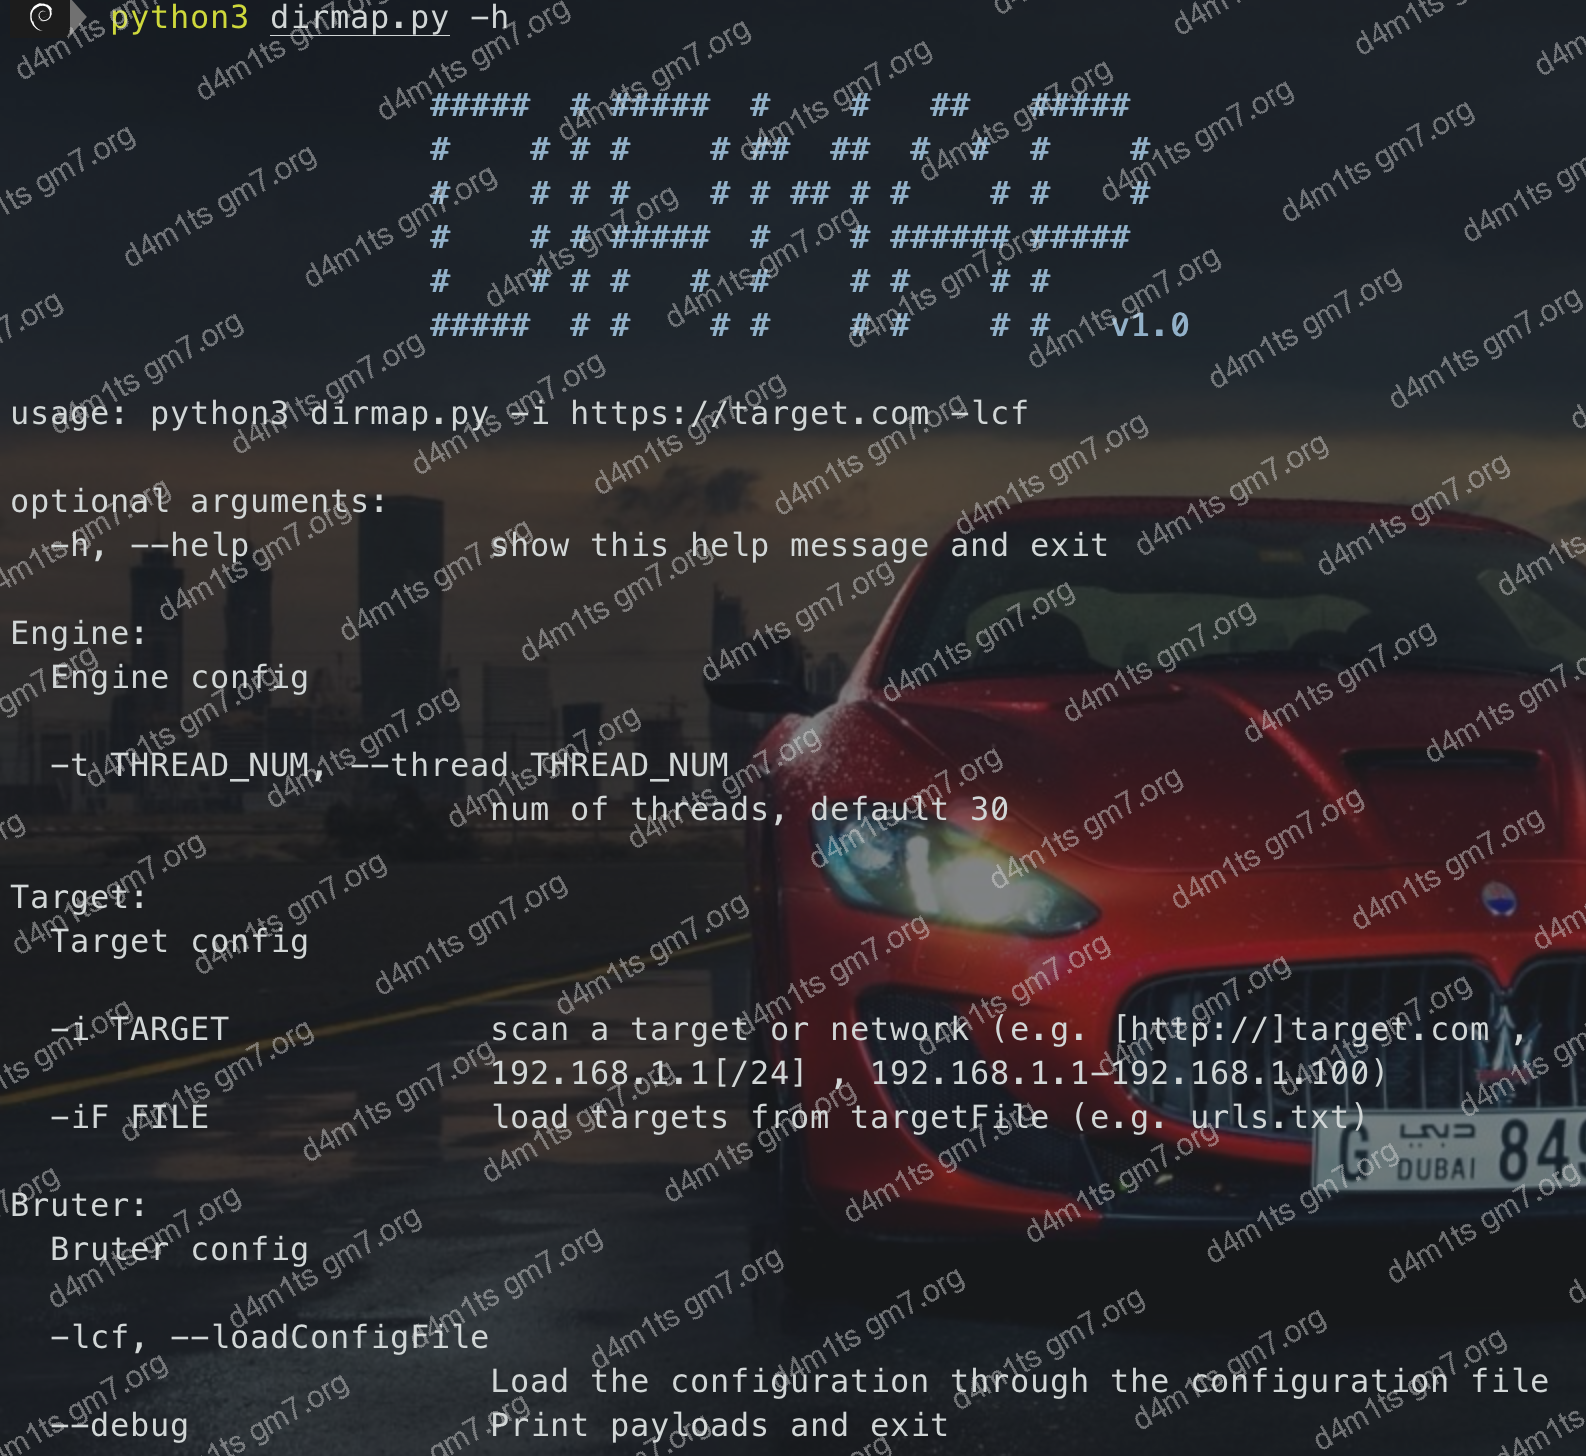 python3 dirmap.py -h
#####  # #####  #    #   ##   #####
#    # # #    # ##  ##  #  #  #    #
#    # # #    # # ## # #    # #    #
#    # # #####  #    # ###### #####
#    # # #   #  #    # #    # #
#####  # #    # #    # #    # #   v1.0
usage: python3 dirmap.py -i https://target.com -lcf
optional arguments:
-h, --help show this help message and exit
Engine:
Engine config
-t THREAD_NUM, --thread THREAD_NUM
num of threads, default 30
Target:
Target config
-i TARGET scan a target or network (e.g. [http://]target.com ,
192.168.1.1[/24] , 192.168.1.1-192.168.1.100)
-iF FILE load targets from targetFile (e.g. urls.txt)
Bruter:
Bruter config
-lcf, --loadConfigFile
Load the configuration through the configuration file
--debug Print payloads and exit
d4m1ts gm7.org
G دبي DUBAI 849